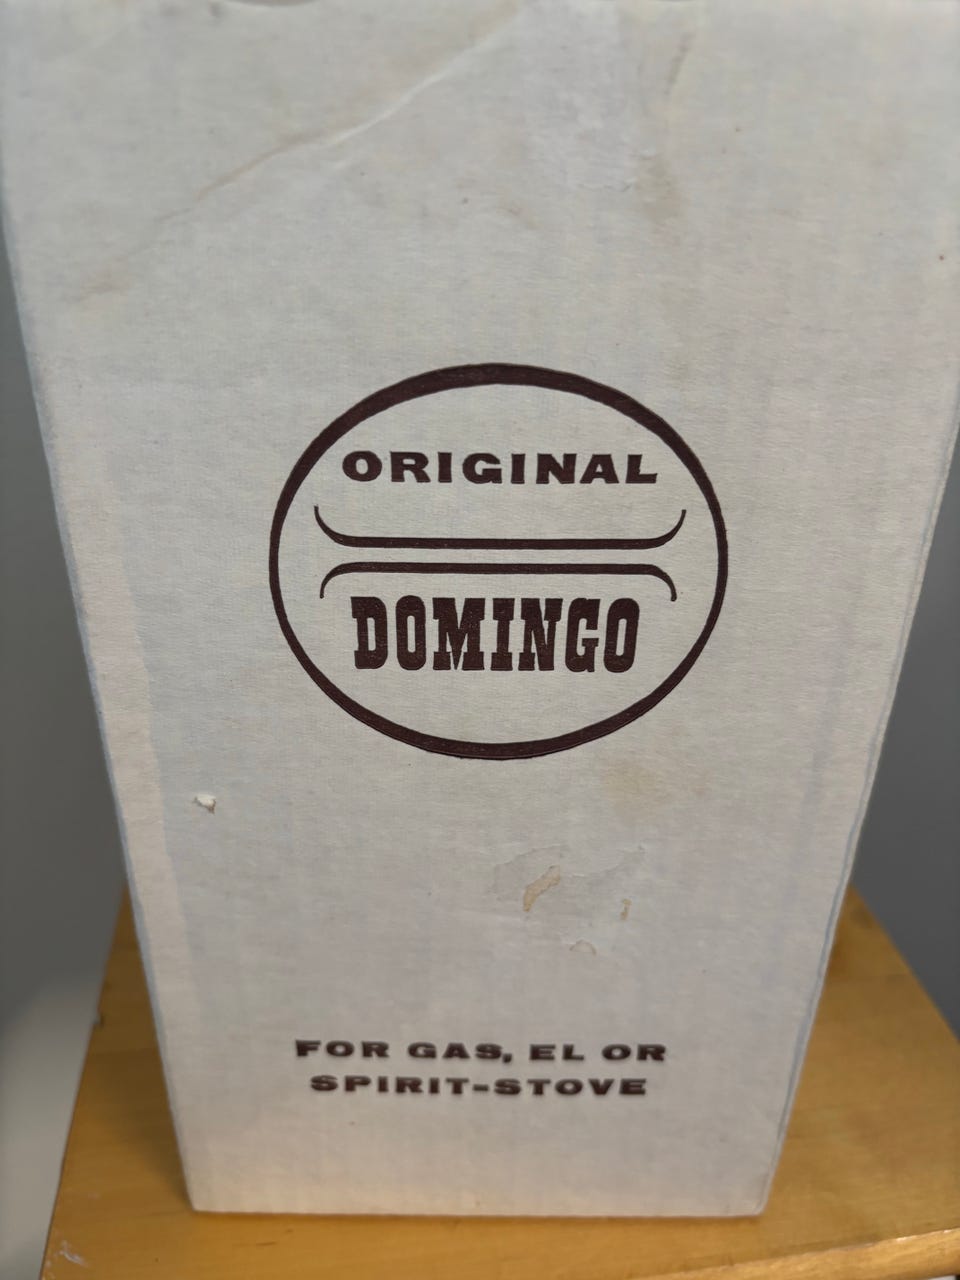 ORIGINAL
DOMINGO
FOR GAS, EL OR
SPIRIT-STOVE